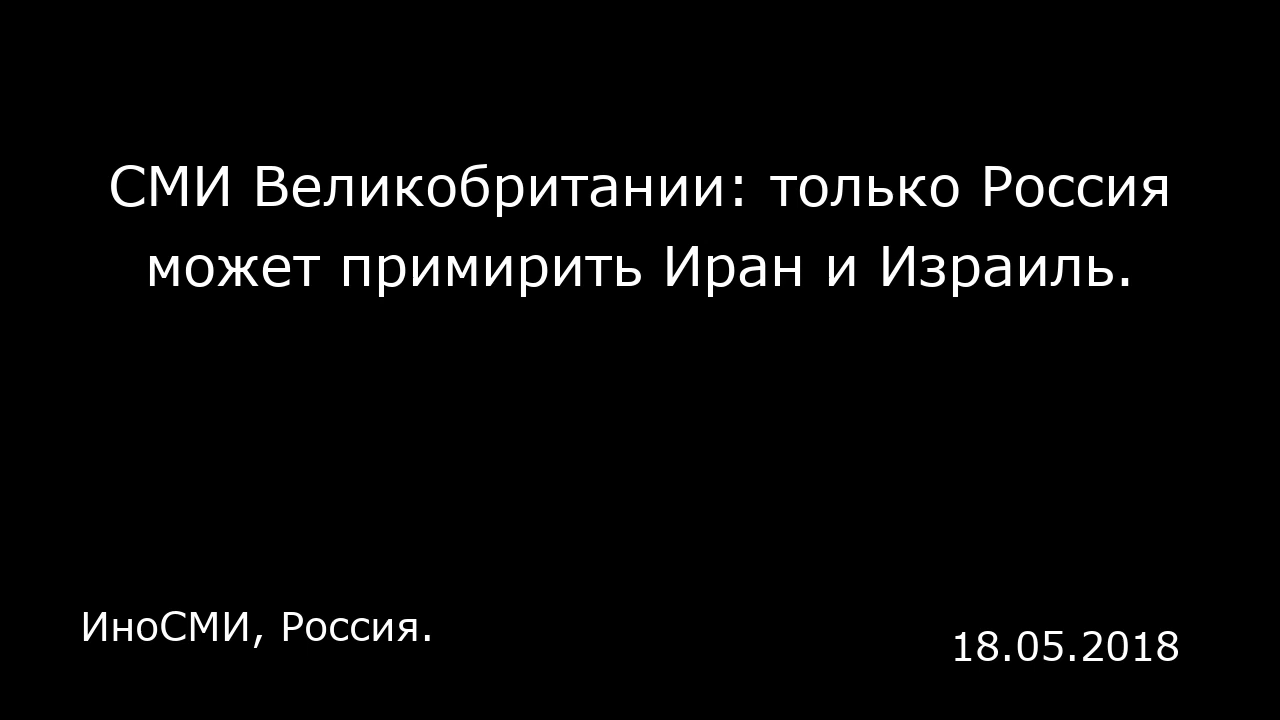 СМИ Великобритании: только Россия
может примирить Иран и Израиль.
ИноСМИ, Россия.
18.05.2018